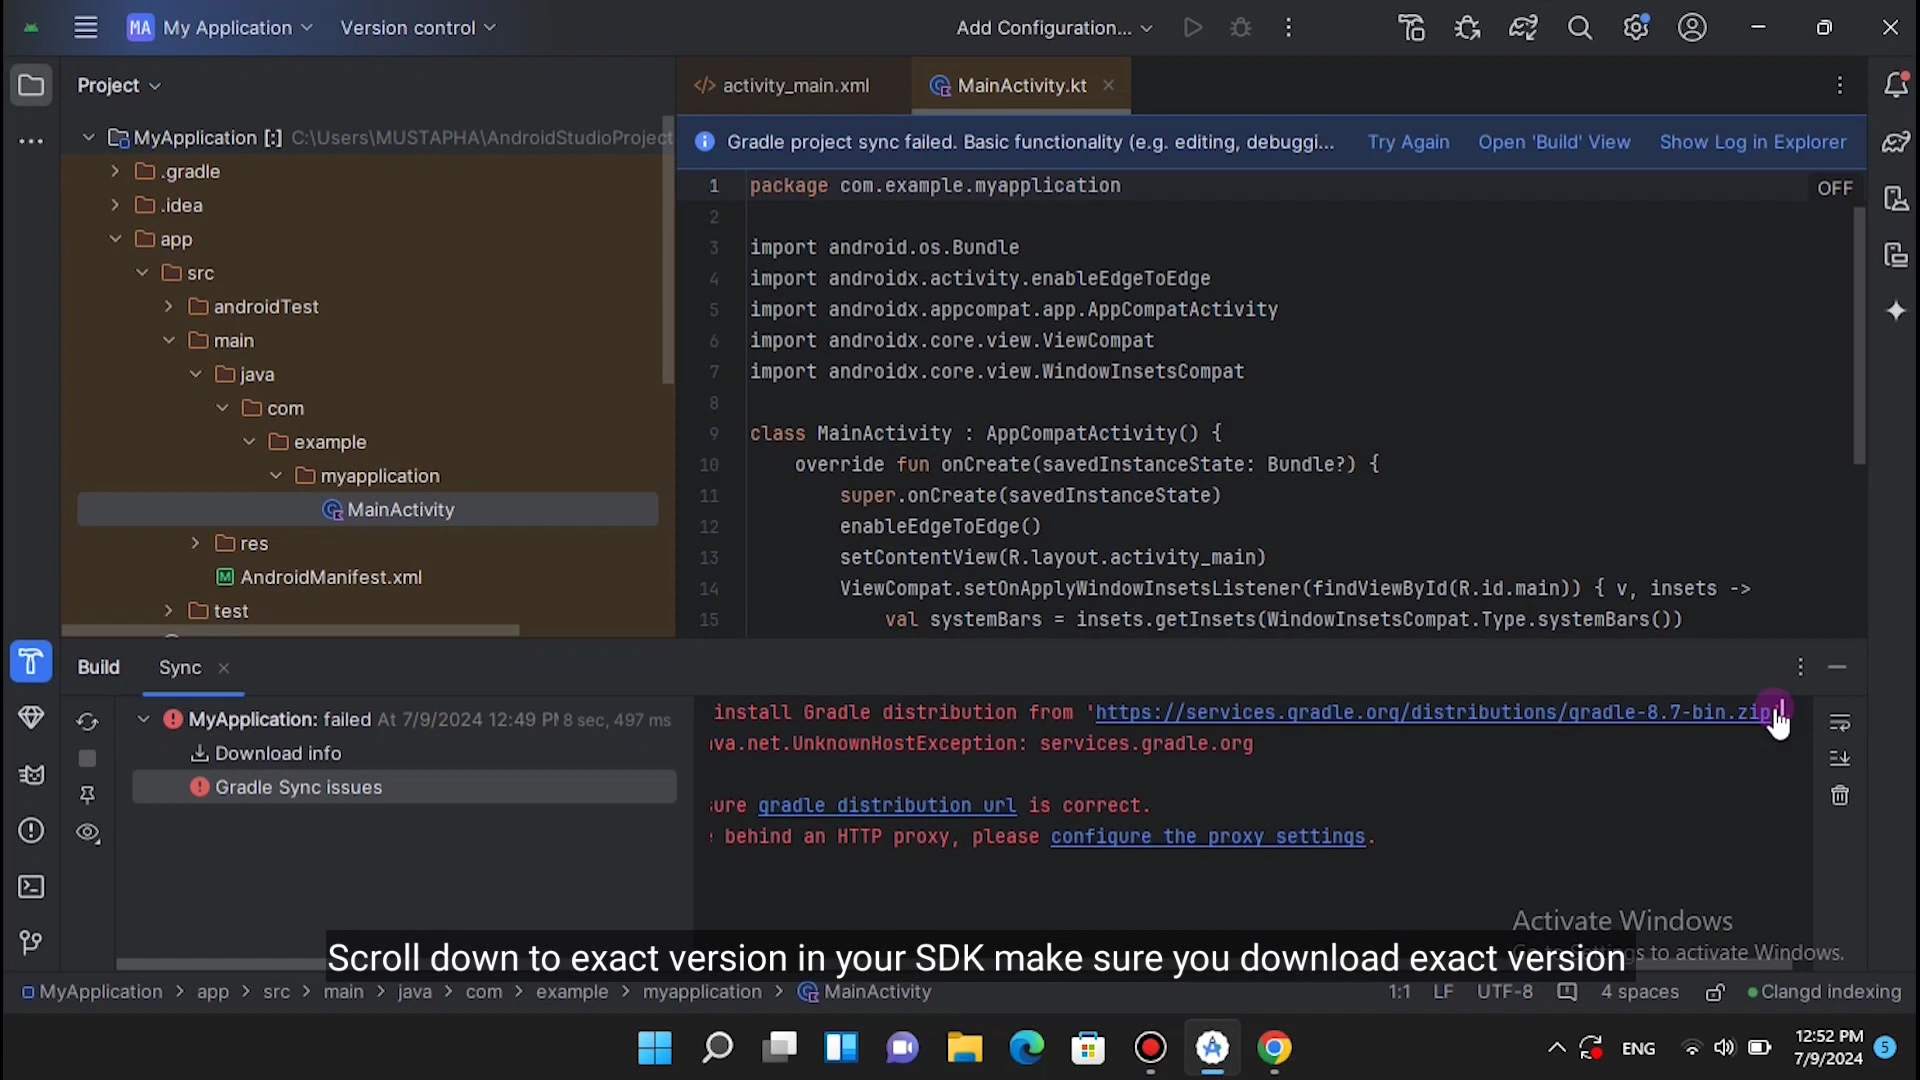 MA My Application
Version control
Add Configuration...
Project
activity_main.xml
MainActivity.kt
MyApplication [:] C:\Users\MUSTAPHA\AndroidStudioProject
.gradle
.idea
app
src
androidTest
main
java
com
example
myapplication
MainActivity
res
AndroidManifest.xml
test
Gradle project sync failed. Basic functionality (e.g. editing, debuggi... Try Again Open 'Build' View Show Log in Explorer
OFF
1 package com.example.myapplication
2
3 import android.os.Bundle
4 import androidx.activity.enableEdgeToEdge
5 import androidx.appcompat.app.AppCompatActivity
6 import androidx.core.view.ViewCompat
7 import androidx.core.view.WindowInsetsCompat
8
9 class MainActivity : AppCompatActivity() {
10 override fun onCreate(savedInstanceState: Bundle?) {
11 super.onCreate(savedInstanceState)
12 enableEdgeToEdge()
13 setContentView(R.layout.activity_main)
14 ViewCompat.setOnApplyWindowInsetsListener(findViewById(R.id.main)) { v, insets ->
15 val systemBars = insets.getInsets(WindowInsetsCompat.Type.systemBars())
Build
Sync
MyApplication: failed At 7/9/2024 12:49 PM 8 sec, 497 ms
Download info
Gradle Sync issues
install Gradle distribution from 'https://services.gradle.org/distributions/gradle-8.7-bin.zip'
ava.net.UnknownHostException: services.gradle.org
sure gradle distribution url is correct.
behind an HTTP proxy, please configure the proxy settings.
Activate Windows
Settings to activate Windows.
Scroll down to exact version in your SDK make sure you download exact version
MyApplication > app > src > main > java > com > example > myapplication > MainActivity
1:1 LF UTF-8 4 spaces Clangd indexing
ENG
12:52 PM
7/9/2024
5